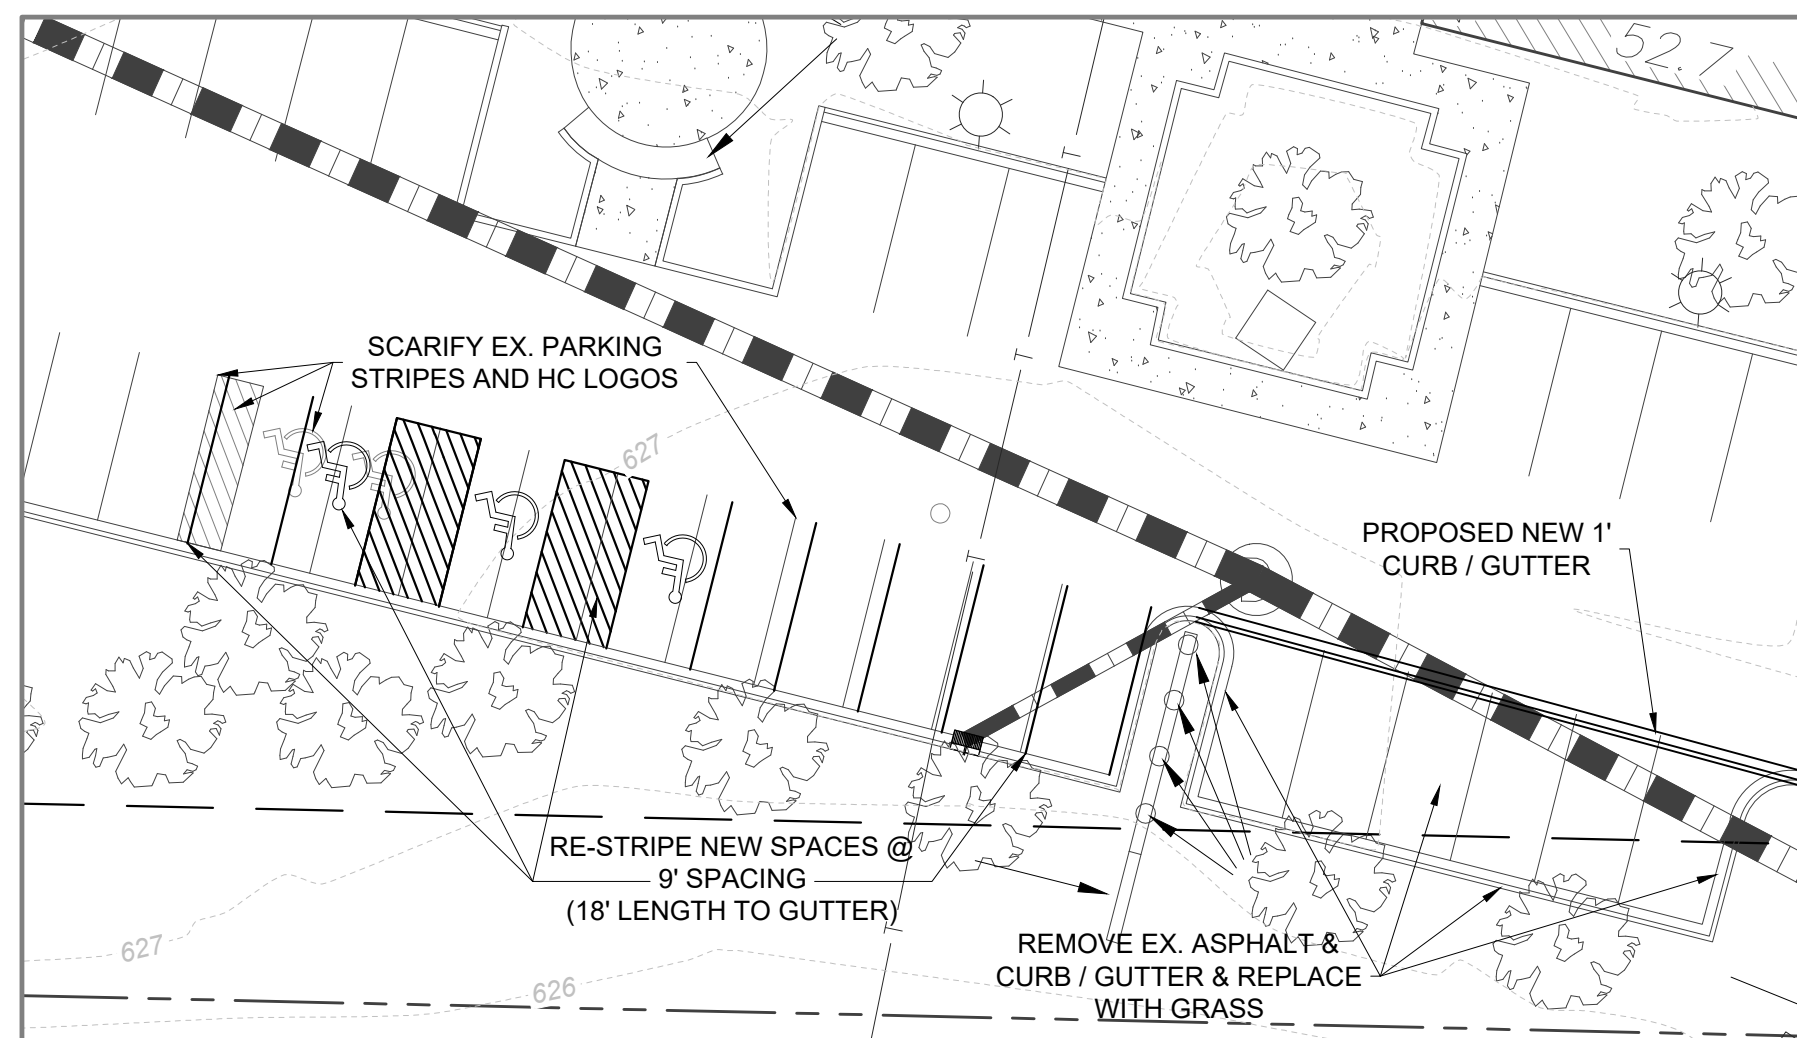 52.7
SCARIFY EX. PARKING
STRIPES AND HC LOGOS
627
PROPOSED NEW 1'
CURB / GUTTER
RE-STRIPE NEW SPACES @
9' SPACING
(18' LENGTH TO GUTTER)
627
626
REMOVE EX. ASPHALT &
CURB / GUTTER & REPLACE
WITH GRASS